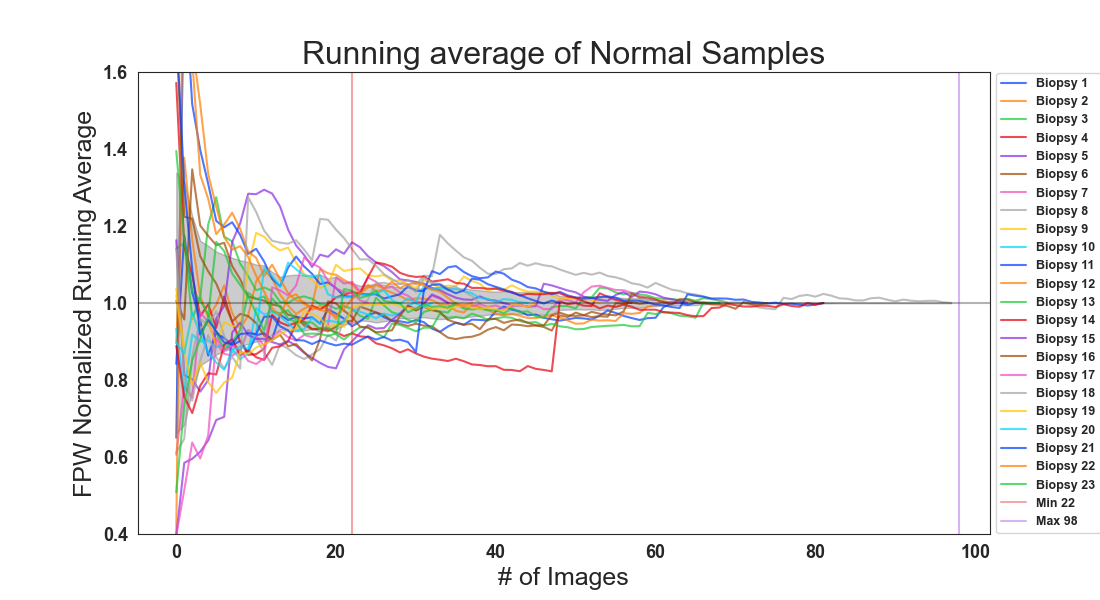 Running average of Normal Samples
FPW Normalized Running Average
1.6
1.4
1.2
1.0
0.8
0.6
0.4
0
20
40
60
80
100
# of Images
Biopsy 1
Biopsy 2
Biopsy 3
Biopsy 4
Biopsy 5
Biopsy 6
Biopsy 7
Biopsy 8
Biopsy 9
Biopsy 10
Biopsy 11
Biopsy 12
Biopsy 13
Biopsy 14
Biopsy 15
Biopsy 16
Biopsy 17
Biopsy 18
Biopsy 19
Biopsy 20
Biopsy 21
Biopsy 22
Biopsy 23
Min 22
Max 98